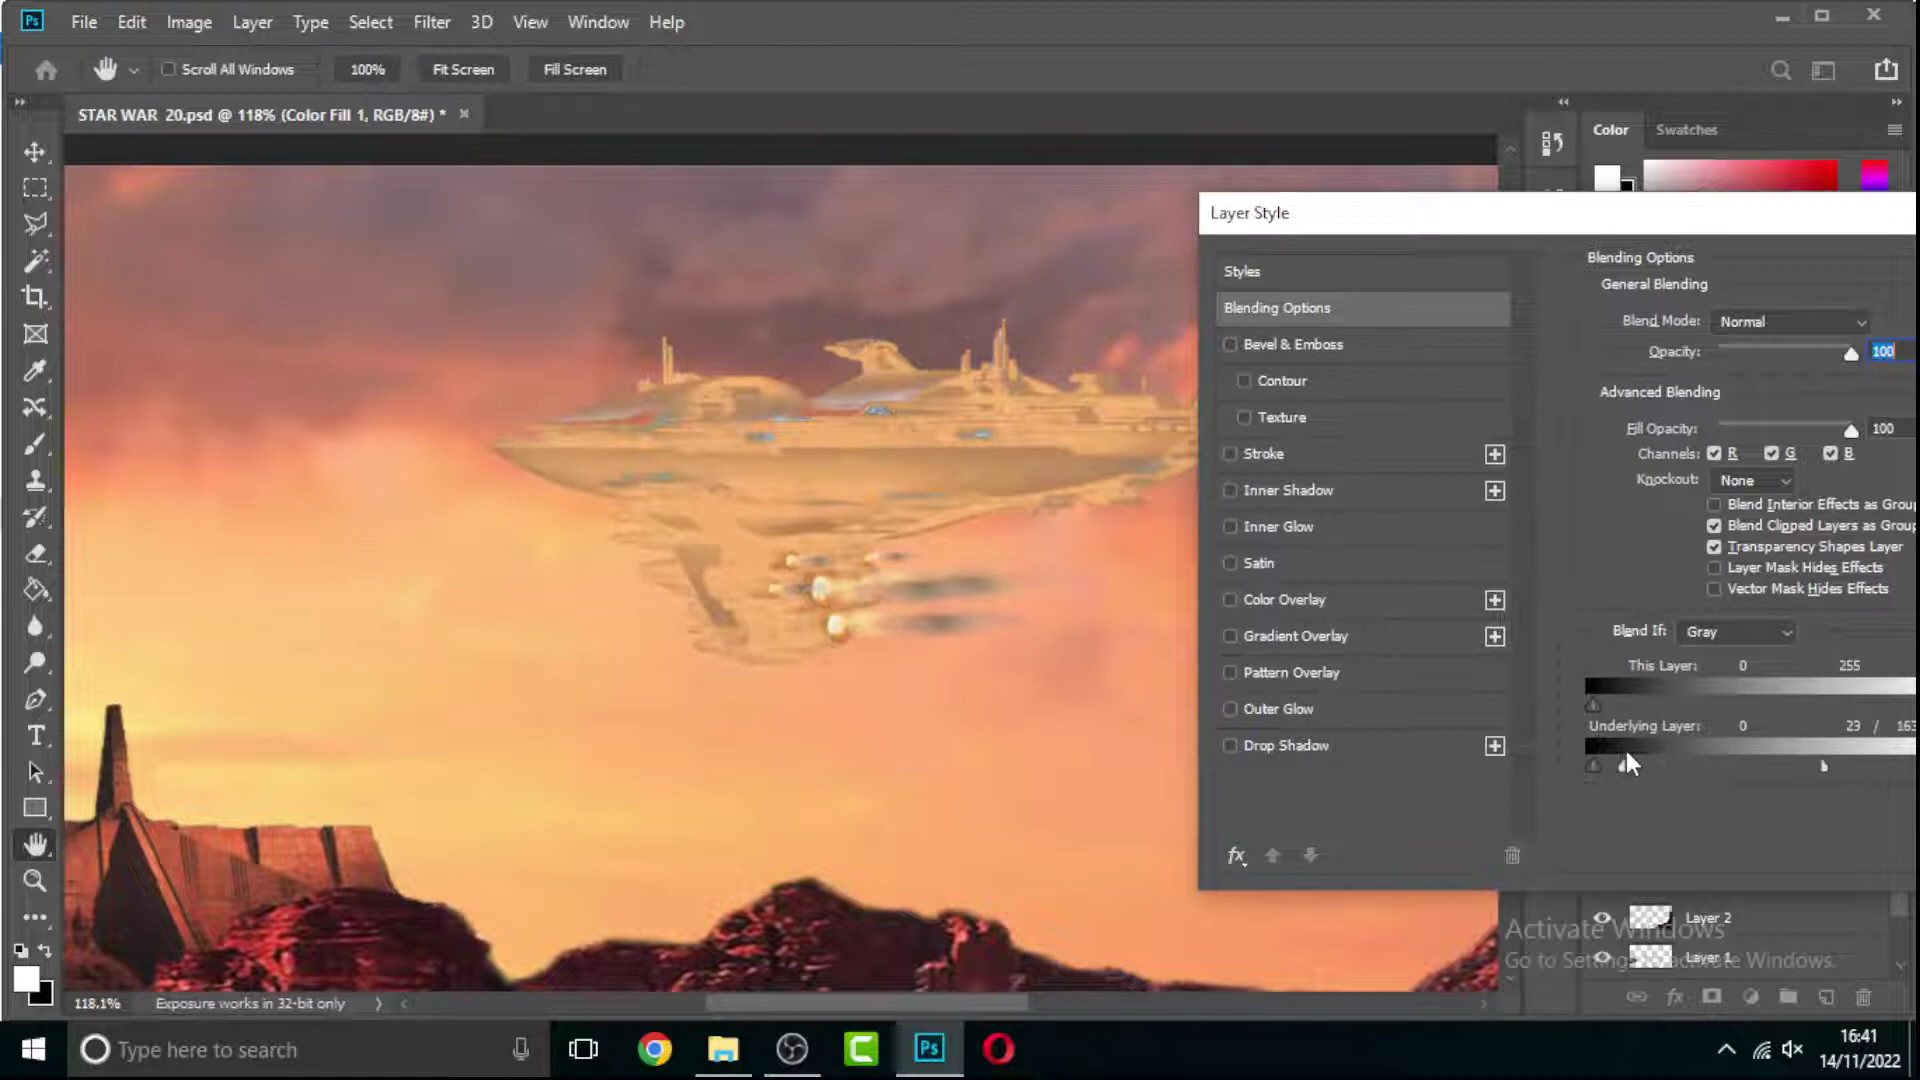 Ps File Edit Image Layer Type Select Filter 3D View Window Help
Scroll All Windows 100% Fit Screen Fill Screen
STAR WAR 20.psd @ 118% (Color Fill 1, RGB/8#) *
Color Swatches
Layer Style
Styles
Blending Options
Bevel & Emboss
Contour
Texture
Stroke
Inner Shadow
Inner Glow
Satin
Color Overlay
Gradient Overlay
Pattern Overlay
Outer Glow
Drop Shadow
fx
Blending Options
General Blending
Blend Mode: Normal
Opacity: 100
Advanced Blending
Fill Opacity: 100
Channels: R G B
Knockout: None
Blend Interior Effects as Grou
Blend Clipped Layers as Grou
Transparency Shapes Layer
Layer Mask Hides Effects
Vector Mask Hides Effects
Blend If: Gray
This Layer: 0 255
Underlying Layer: 0 23 / 163
Layer 2
Activate Windows
Layer 1
Go to Settings to activate Windows.
fx
118.1% Exposure works in 32-bit only
Type here to search
Ps
16:41
14/11/2022